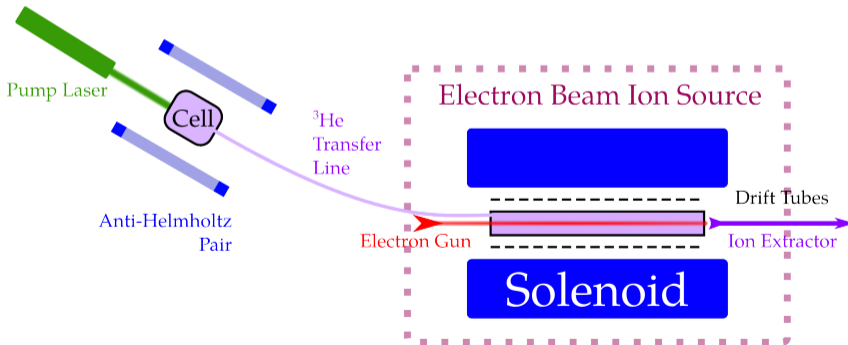 Pump Laser
Cell
³He
Transfer
Line
Anti-Helmholtz
Pair
Electron Beam Ion Source
Drift Tubes
Electron Gun
Ion Extractor
Solenoid